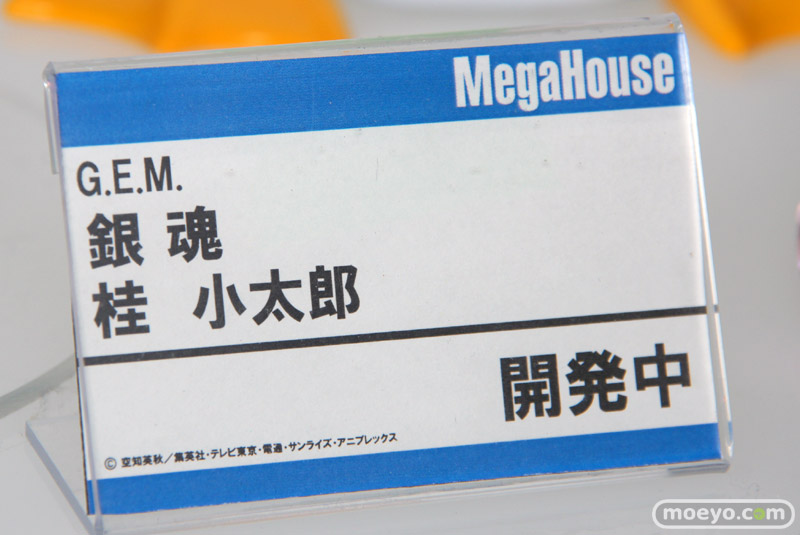 MegaHouse
G.E.M.
銀 魂
桂 小太郎
開発中
© 空知英秋／集英社・テレビ東京・電通・サンライズ・アニプレックス
moeyo.com